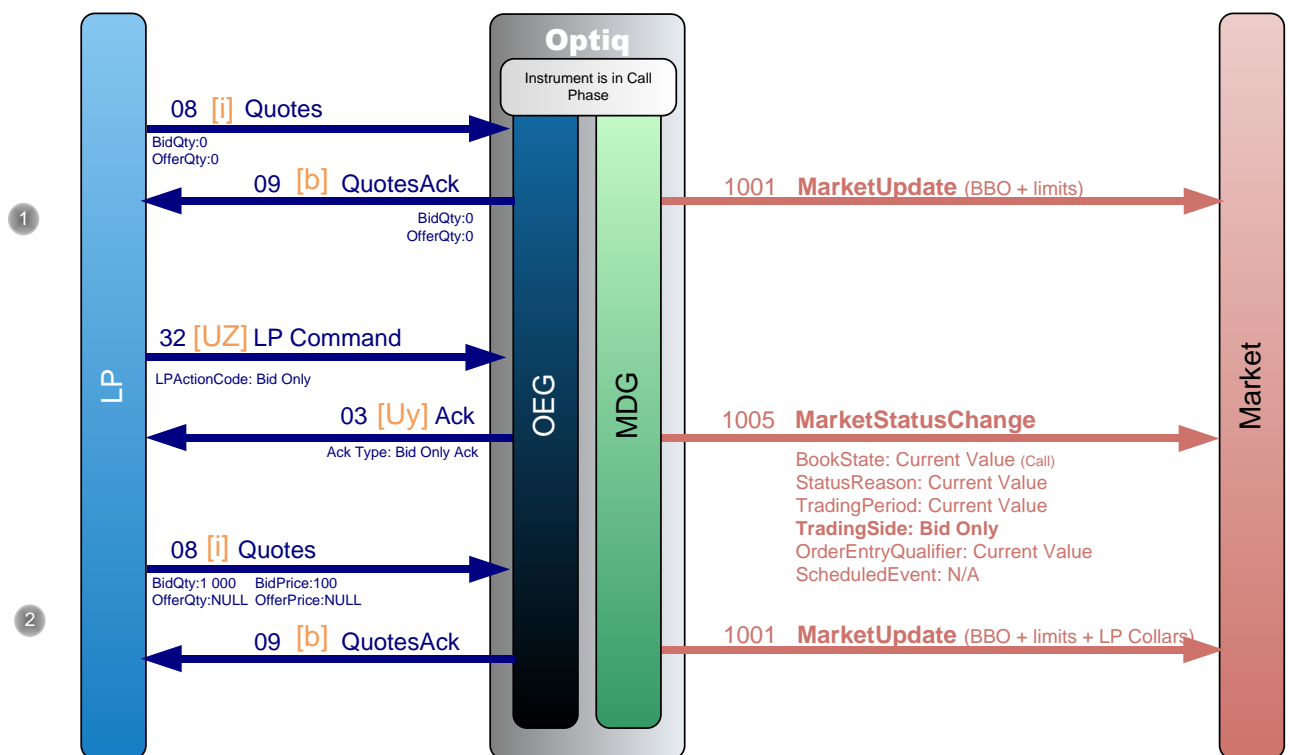 Optiq
Instrument is in Call
Phase
08 [i] Quotes
BidQty:0
OfferQty:0
09 [b] QuotesAck
BidQty:0
OfferQty:0
1001 MarketUpdate (BBO + limits)
1
32 [UZ] LP Command
LPActionCode: Bid Only
LP
OEG
MDG
Market
03 [Uy] Ack
Ack Type: Bid Only Ack
1005 MarketStatusChange
BookState: Current Value (Call)
StatusReason: Current Value
TradingPeriod: Current Value
TradingSide: Bid Only
OrderEntryQualifier: Current Value
ScheduledEvent: N/A
08 [i] Quotes
BidQty:1 000 BidPrice:100
OfferQty:NULL OfferPrice:NULL
2
09 [b] QuotesAck
1001 MarketUpdate (BBO + limits + LP Collars)